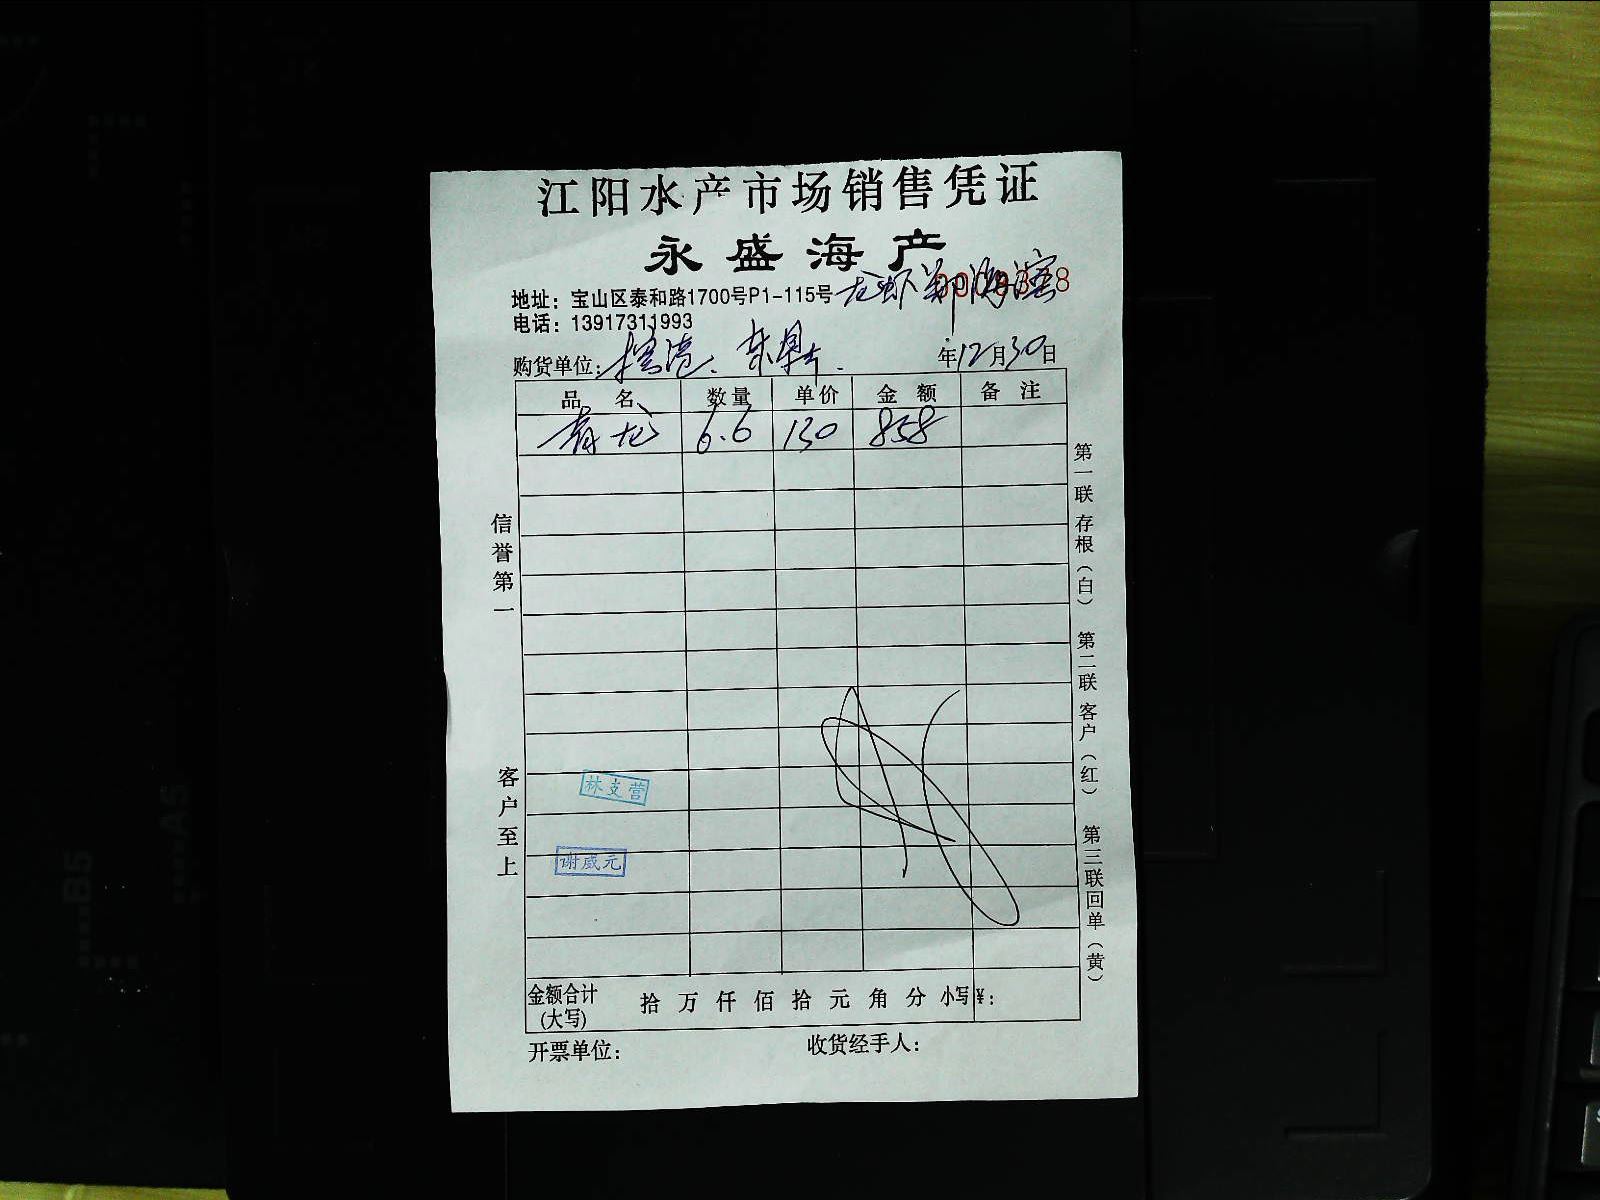 江阳水产市场销售凭证
永盛海产
地址：宝山区泰和路1700号P1-115号 龙虾
电话：13917311993
购货单位： 年12月30日
品名 数量 单价 金额 备注
青龙 6.6 130 858
信誉第一
客户至上
第一联存根（白） 第二联客户（红） 第三联回单（黄）
林支营
谢威元
金额合计（大写） 拾 万 仟 佰 拾 元 角 分 小写¥：
开票单位： 收货经手人：